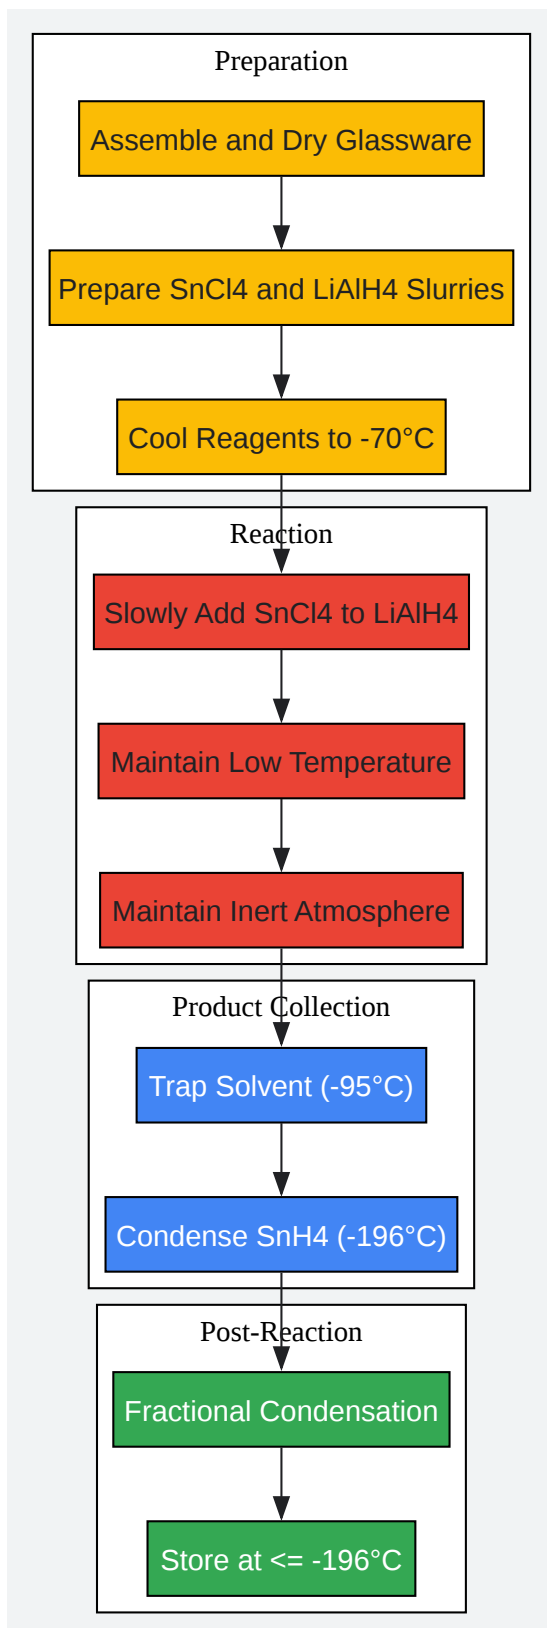 Preparation
Assemble and Dry Glassware
Prepare SnCl4 and LiAlH4 Slurries
Cool Reagents to -70°C
Reaction
Slowly Add SnCl4 to LiAlH4
Maintain Low Temperature
Maintain Inert Atmosphere
Product Collection
Trap Solvent (-95°C)
Condense SnH4 (-196°C)
Post-Reaction
Fractional Condensation
Store at <= -196°C